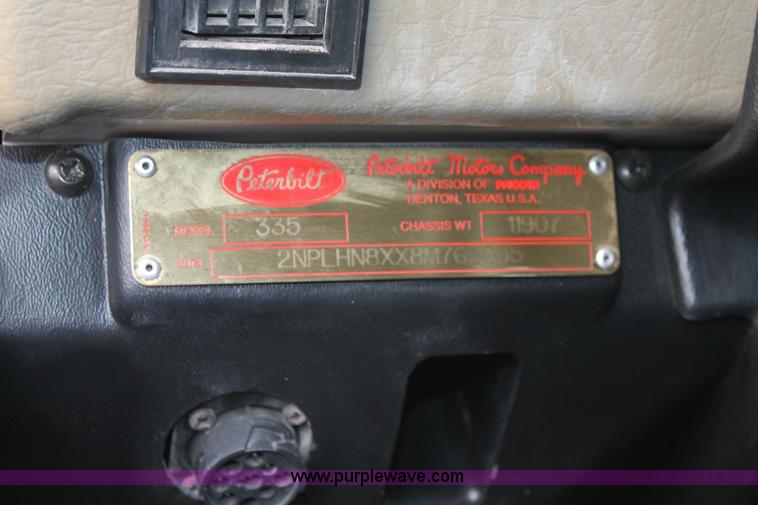 Peterbilt
Peterbilt Motors Company
A DIVISION OF PACCAR
DENTON, TEXAS U.S.A.
MODEL 335 CHASSIS WT 11907
VIN
www.purplewave.com